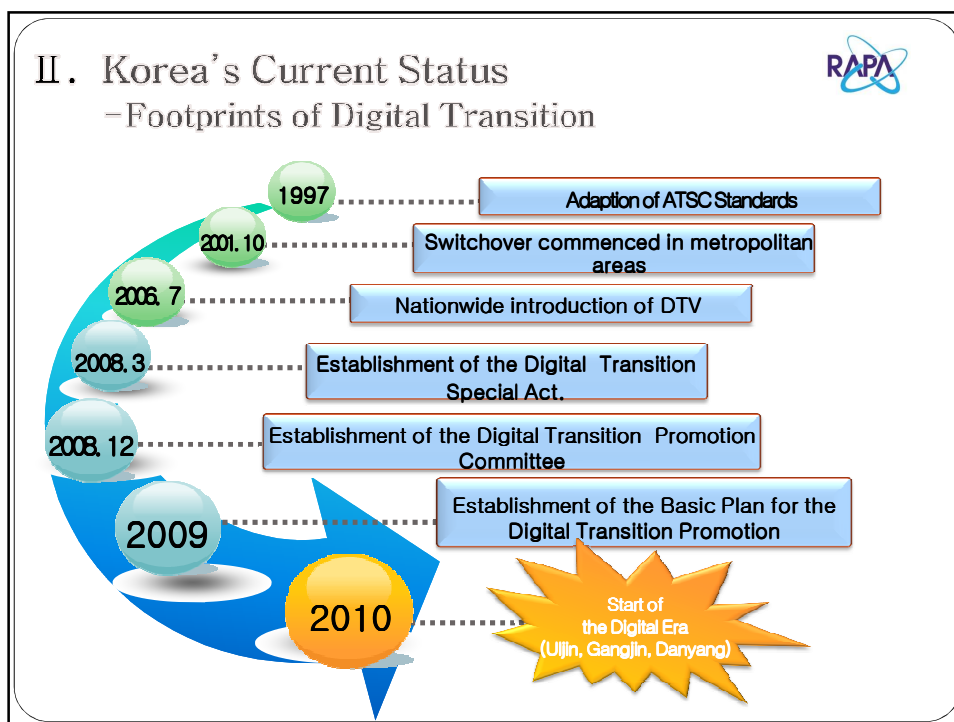 II. Korea's Current Status
-Footprints of Digital Transition
RAPA
1997
Adaption of ATSC Standards
2001.10
Switchover commenced in metropolitan
areas
2006. 7
Nationwide introduction of DTV
2008.3
Establishment of the Digital Transition
Special Act.
2008.12
Establishment of the Digital Transition Promotion
Committee
2009
Establishment of the Basic Plan for the
Digital Transition Promotion
2010
Start of
the Digital Era
(Uljin, Gangjin, Danyang)